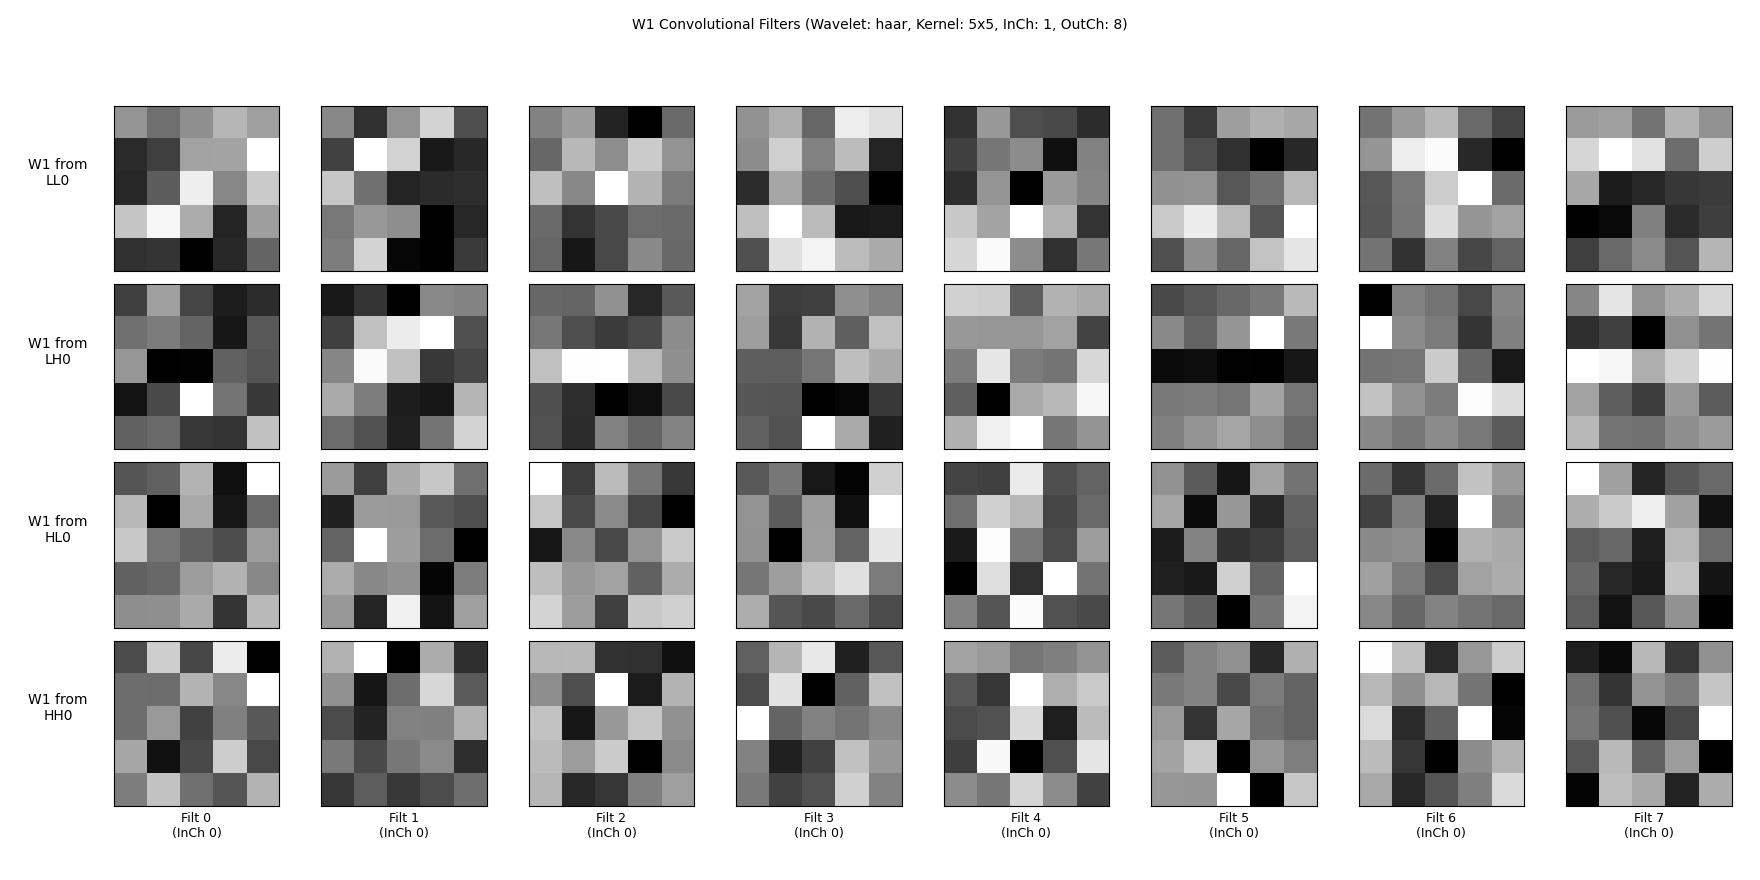 W1 Convolutional Filters (Wavelet: haar, Kernel: 5x5, InCh: 1, OutCh: 8)
W1 from
LL0
W1 from
LH0
W1 from
HL0
W1 from
HH0
Filt 0
(InCh 0)
Filt 1
(InCh 0)
Filt 2
(InCh 0)
Filt 3
(InCh 0)
Filt 4
(InCh 0)
Filt 5
(InCh 0)
Filt 6
(InCh 0)
Filt 7
(InCh 0)